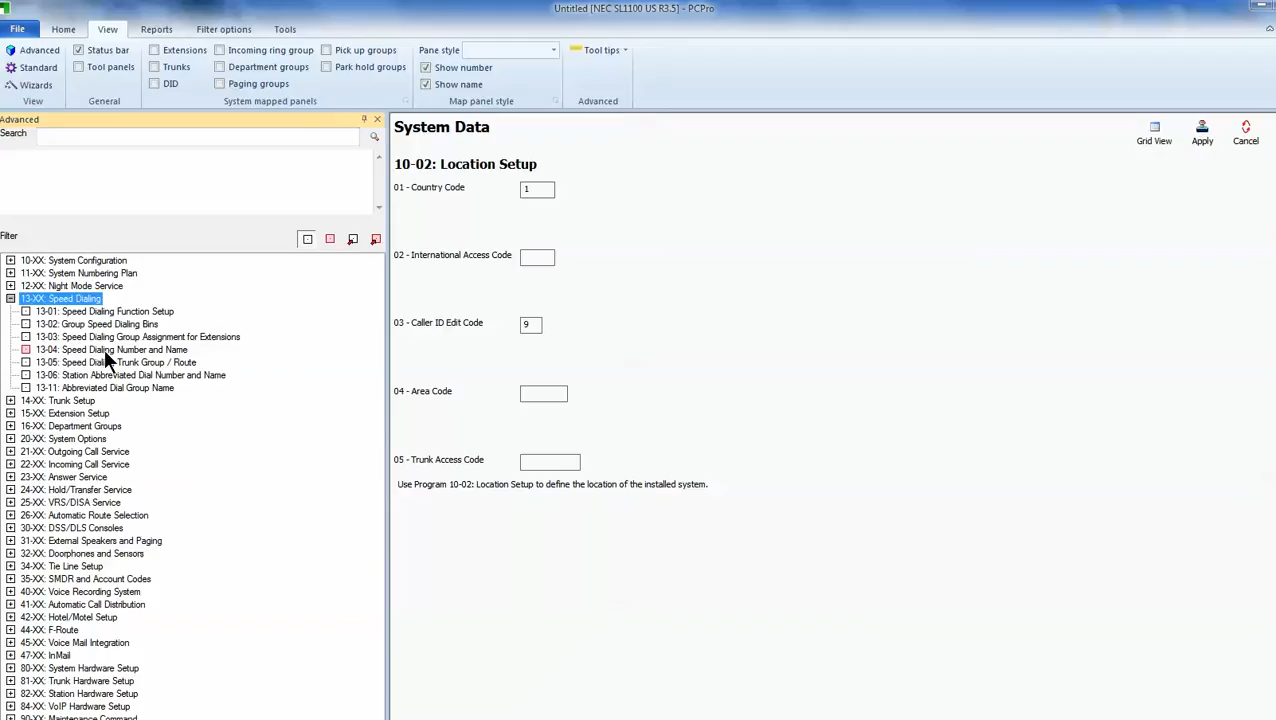 Untitled [NEC SL1100 US R3.5] - PCPro
File Home View Reports Filter options Tools
Advanced Status bar Extensions Incoming ring group Pick up groups Pane style Tool tips
Standard Tool panels Trunks Department groups Park hold groups Show number
Wizards DID Paging groups Show name
View General System mapped panels Map panel style Advanced
Advanced
Search
Filter
10-XX: System Configuration
11-XX: System Numbering Plan
12-XX: Night Mode Service
13-XX: Speed Dialing
13-01: Speed Dialing Function Setup
13-02: Group Speed Dialing Bins
13-03: Speed Dialing Group Assignment for Extensions
13-04: Speed Dialing Number and Name
13-05: Speed Trunk Group / Route
13-06: Station Abbreviated Dial Number and Name
13-11: Abbreviated Dial Group Name
14-XX: Trunk Setup
15-XX: Extension Setup
16-XX: Department Groups
20-XX: System Options
21-XX: Outgoing Call Service
22-XX: Incoming Call Service
23-XX: Answer Service
24-XX: Hold/Transfer Service
25-XX: VRS/DISA Service
26-XX: Automatic Route Selection
30-XX: DSS/DLS Consoles
31-XX: External Speakers and Paging
32-XX: Doorphones and Sensors
34-XX: Tie Line Setup
35-XX: SMDR and Account Codes
40-XX: Voice Recording System
41-XX: Automatic Call Distribution
42-XX: Hotel/Motel Setup
44-XX: F-Route
45-XX: Voice Mail Integration
47-XX: InMail
80-XX: System Hardware Setup
81-XX: Trunk Hardware Setup
82-XX: Station Hardware Setup
84-XX: VoIP Hardware Setup
90-XX: Maintenance Command
System Data
Grid View Apply Cancel
10-02: Location Setup
01 - Country Code 1
02 - International Access Code
03 - Caller ID Edit Code 9
04 - Area Code
05 - Trunk Access Code
Use Program 10-02: Location Setup to define the location of the installed system.